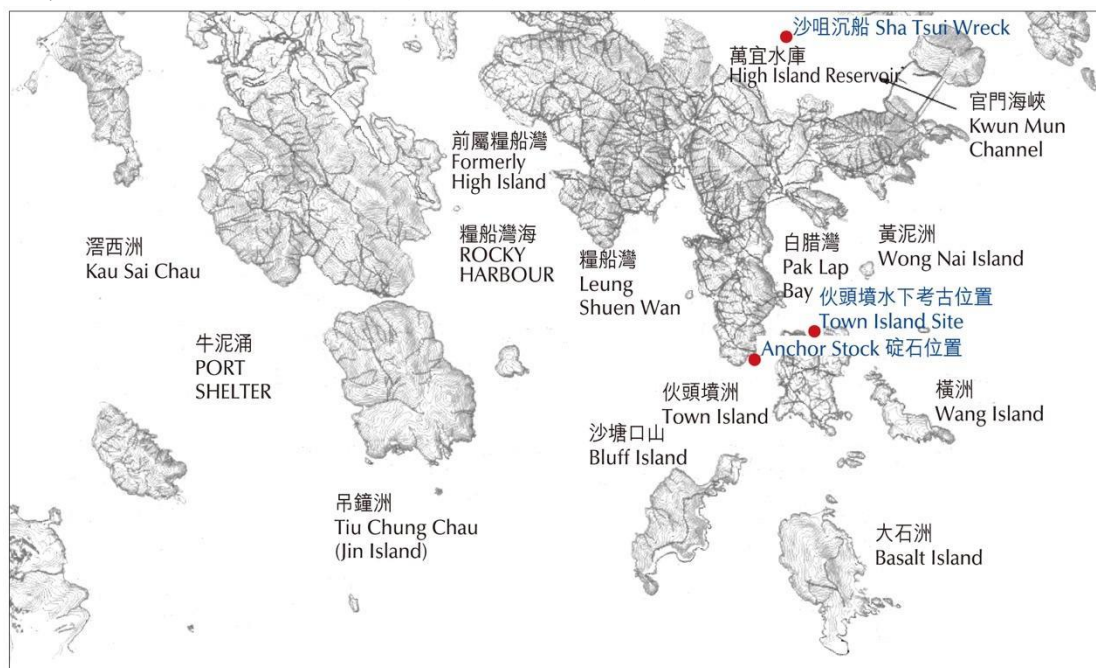 沙咀沉船 Sha Tsui Wreck
萬宜水庫
High Island Reservoir
官門海峽
Kwun Mun
Channel
前屬糧船灣
Formerly
High Island
滘西洲
Kau Sai Chau
糧船灣海
ROCKY
HARBOUR
糧船灣
Leung
Shuen Wan
白腊灣
Pak Lap
Bay
黃泥洲
Wong Nai Island
伙頭墳水下考古位置
Town Island Site
Anchor Stock 碇石位置
牛泥涌
PORT
SHELTER
伙頭墳洲
Town Island
橫洲
Wang Island
沙塘口山
Bluff Island
吊鐘洲
Tiu Chung Chau
(Jin Island)
大石洲
Basalt Island